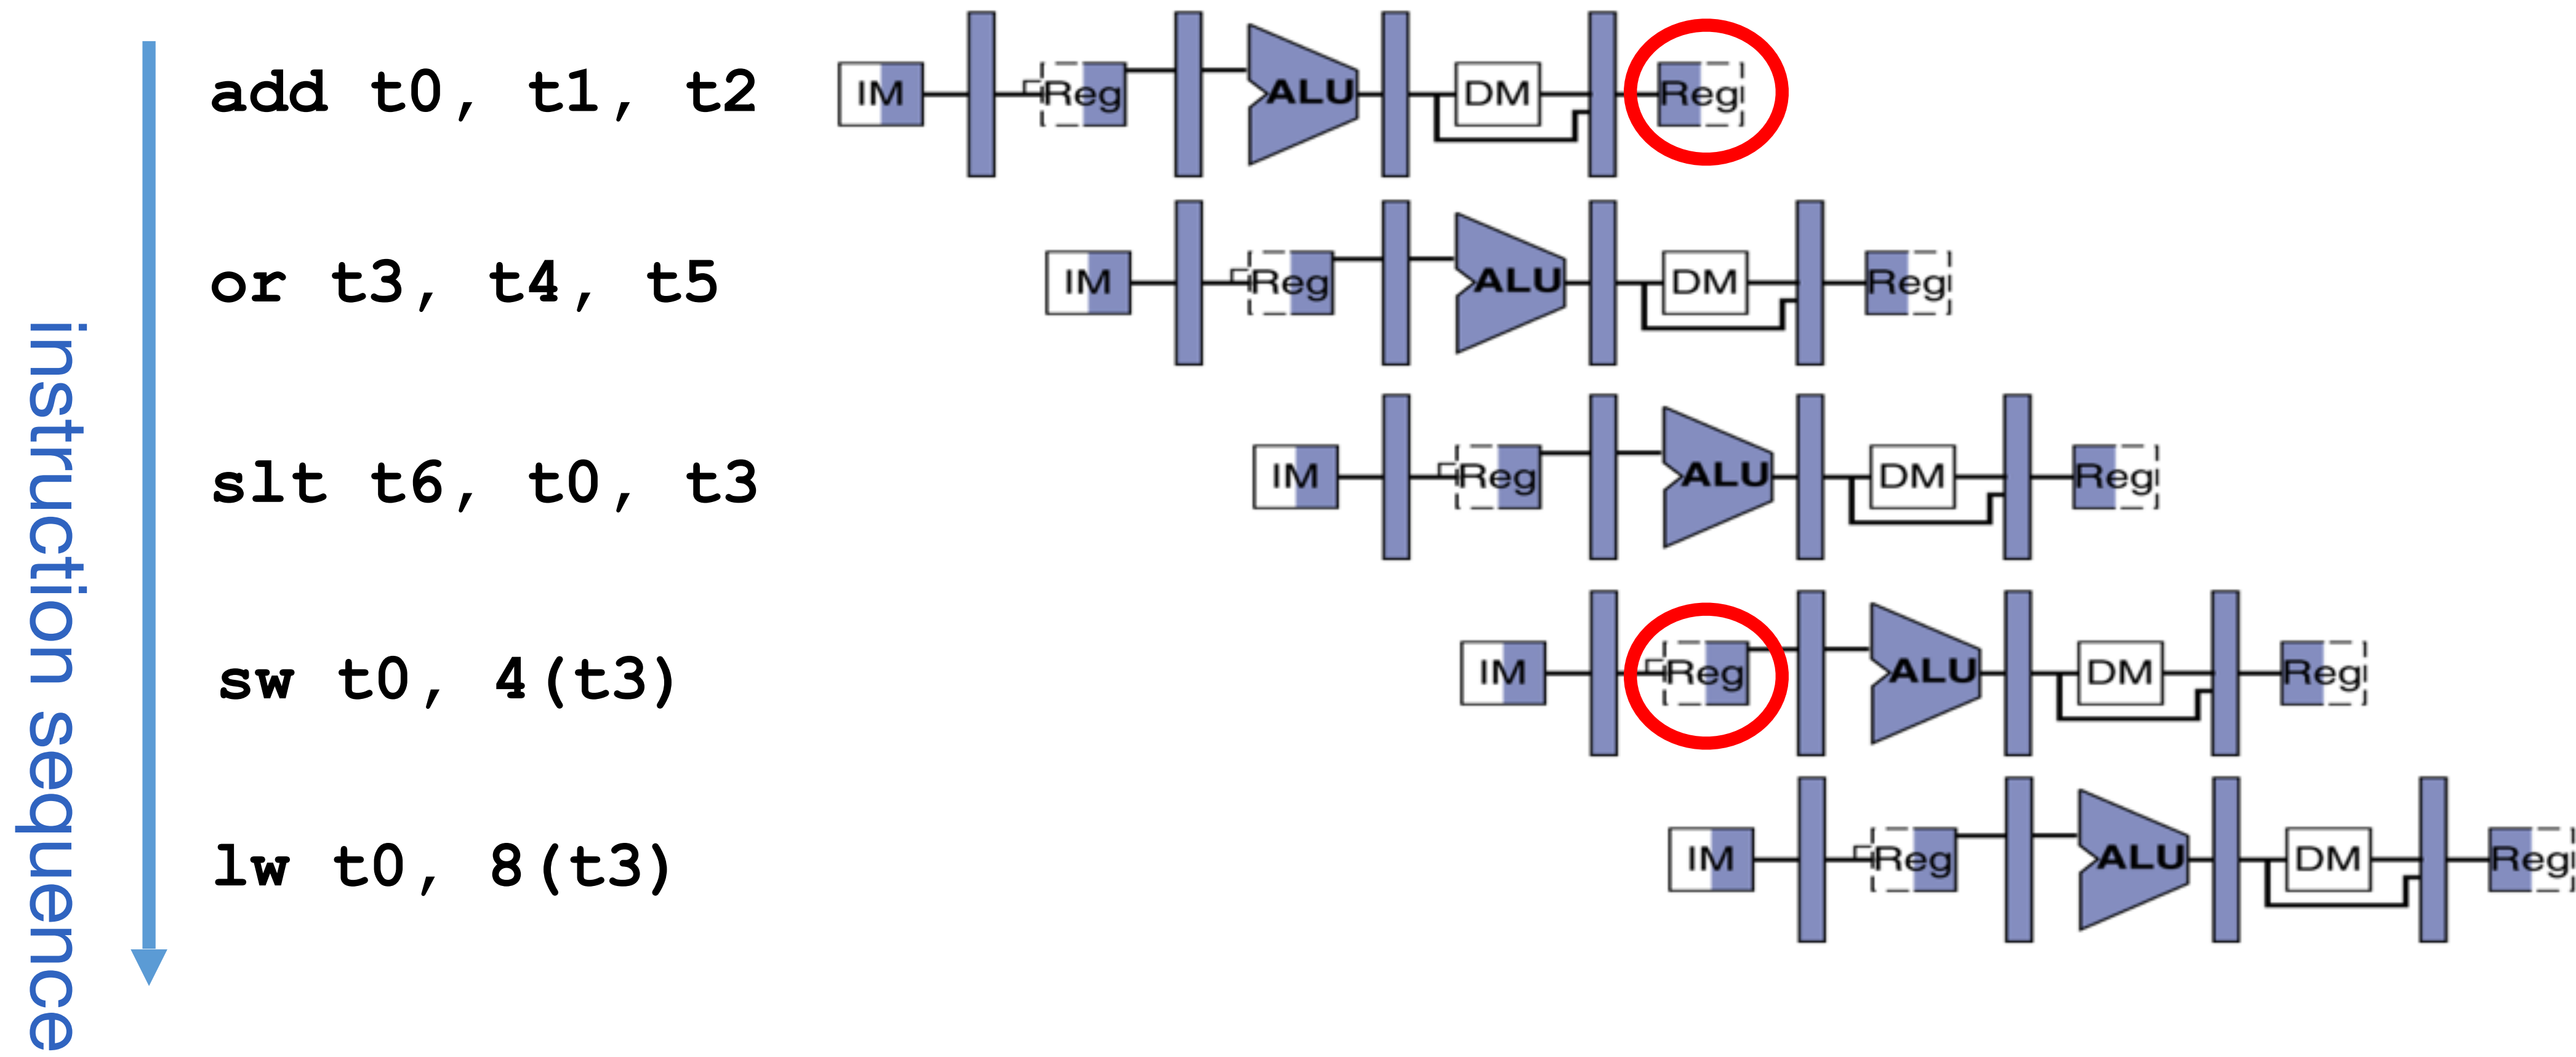 instruction sequence
add t0, t1, t2
IM Reg ALU DM Reg
or t3, t4, t5
IM Reg ALU DM Reg
slt t6, t0, t3
IM Reg ALU DM Reg
sw t0, 4(t3)
IM Reg ALU DM Reg
lw t0, 8(t3)
IM Reg ALU DM Reg